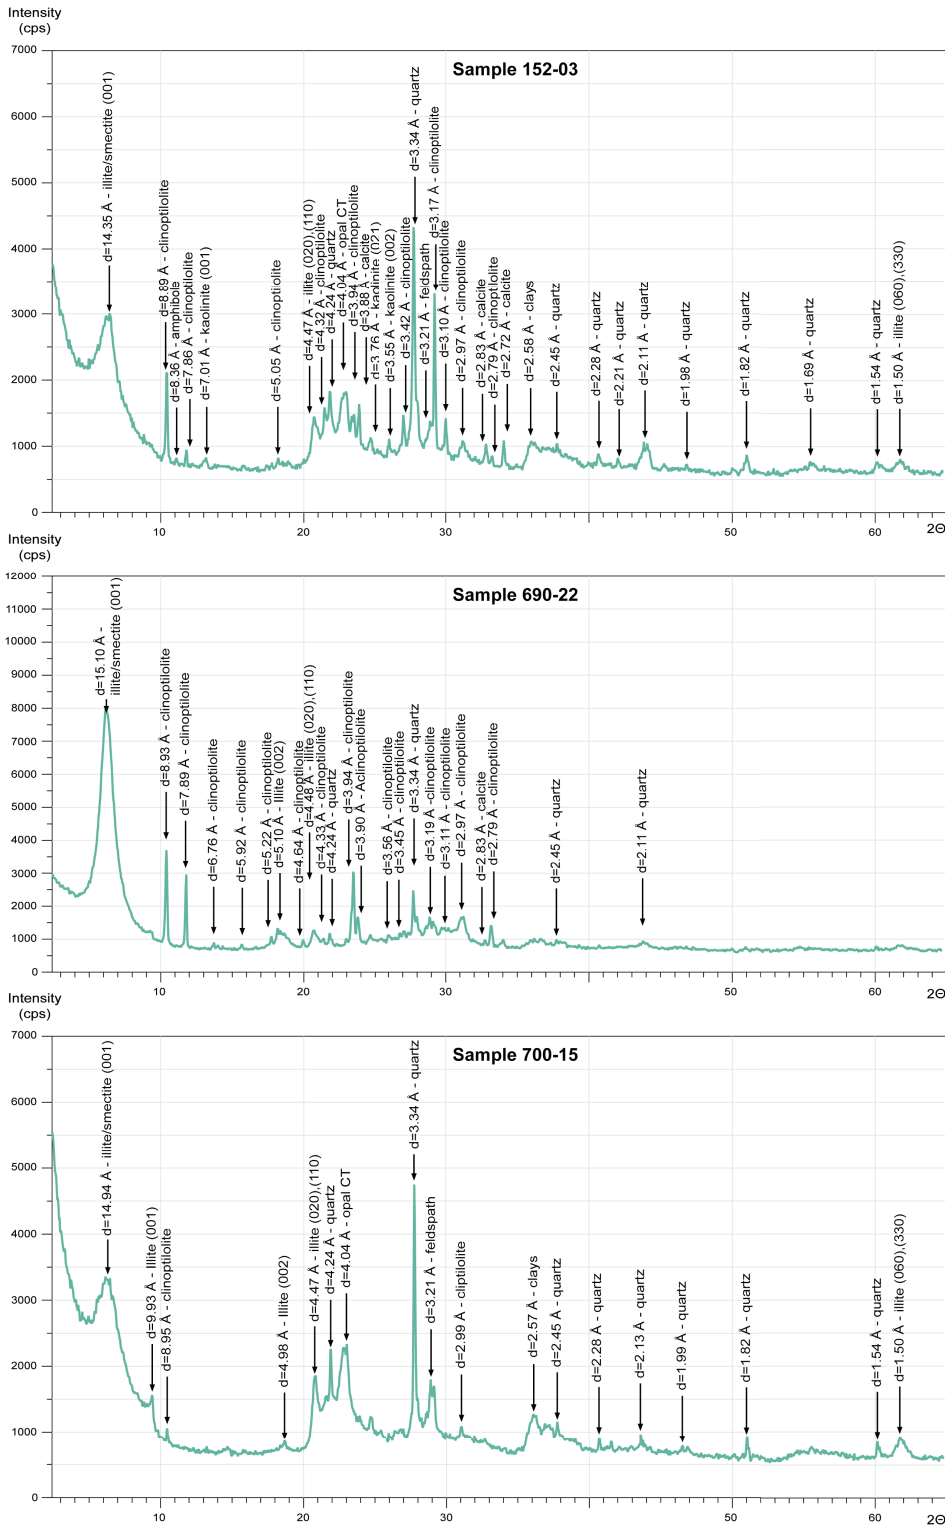 Intensity
(cps)
7000
6000
5000
4000
3000
2000
1000
0
Sample 152-03
d=14.35 Å - illite/smectite (001)
d=8.89 Å - clinoptilolite
d=8.36 Å - amphibole
d=7.86 Å - clinoptilolite
d=7.01 Å - kaolinite (001)
d=5.05 Å - clinoptiolite
d=4.47 Å - illite (020),(110)
d=4.32 Å - clinoptilolite
d=4.24 Å - quartz
d=4.04 Å - opal CT
d=3.94 Å - clinoptilolite
d=3.88 Å - calcite
d=3.76 Å - kaolinite (021)
d=3.55 Å - kaolinite (002)
d=3.42 Å - clinoptilolite
d=3.34 Å - quartz
d=3.21 Å - feldspath
d=3.17 Å - clinoptilolite
d=3.10 Å - clinoptilolite
d=2.97 Å - clinoptilolite
d=2.83 Å - calcite
d=2.79 Å - clinoptilolite
d=2.72 Å - calcite
d=2.58 Å - clays
d=2.45 Å - quartz
d=2.28 Å - quartz
d=2.21 Å - quartz
d=2.11 Å - quartz
d=1.98 Å - quartz
d=1.82 Å - quartz
d=1.69 Å - quartz
d=1.54 Å - quartz
d=1.50 Å - illite (060),(330)
10
20
30
50
60
2Θ
Intensity
(cps)
12000
11000
10000
9000
8000
7000
6000
5000
4000
3000
2000
1000
0
Sample 690-22
d=15.10 Å -
illite/smectite (001)
d=8.93 Å - clinoptilolite
d=7.89 Å - clinoptilolite
d=6.76 Å - clinoptilolite
d=5.92 Å - clinoptilolite
d=5.22 Å - clinoptilolite
d=5.10 Å - Illite (002)
d=4.64 Å - clinoptilolite
d=4.48 Å - illite (020),(110)
d=4.33 Å - clinoptilolite
d=4.24 Å - quartz
d=3.94 Å - clinoptilolite
d=3.90 Å - Aclinoptilolite
d=3.56 Å - clinoptilolite
d=3.45 Å - clinoptilolite
d=3.34 Å - quartz
d=3.19 Å -clinoptilolite
d=3.11 Å - clinoptilolite
d=2.97 Å - clinoptilolite
d=2.83 Å - calcite
d=2.79 Å - clinoptilolite
d=2.45 Å - quartz
d=2.11 Å - quartz
10
20
30
50
60
2Θ
Intensity
(cps)
7000
6000
5000
4000
3000
2000
1000
0
Sample 700-15
d=14.94 Å - illite/smectite (001)
d=9.93 Å - Illite (001)
d=8.95 Å - clinoptilolite
d=4.98 Å - Illite (002)
d=4.47 Å - illite (020),(110)
d=4.24 Å - quartz
d=4.04 Å - opal CT
d=3.34 Å - quartz
d=3.21 Å - feldspath
d=2.99 Å - cliptilolite
d=2.57 Å - clays
d=2.45 Å - quartz
d=2.28 Å - quartz
d=2.13 Å - quartz
d=1.99 Å - quartz
d=1.82 Å - quartz
d=1.54 Å - quartz
d=1.50 Å - illite (060),(330)
10
20
30
50
60
2Θ